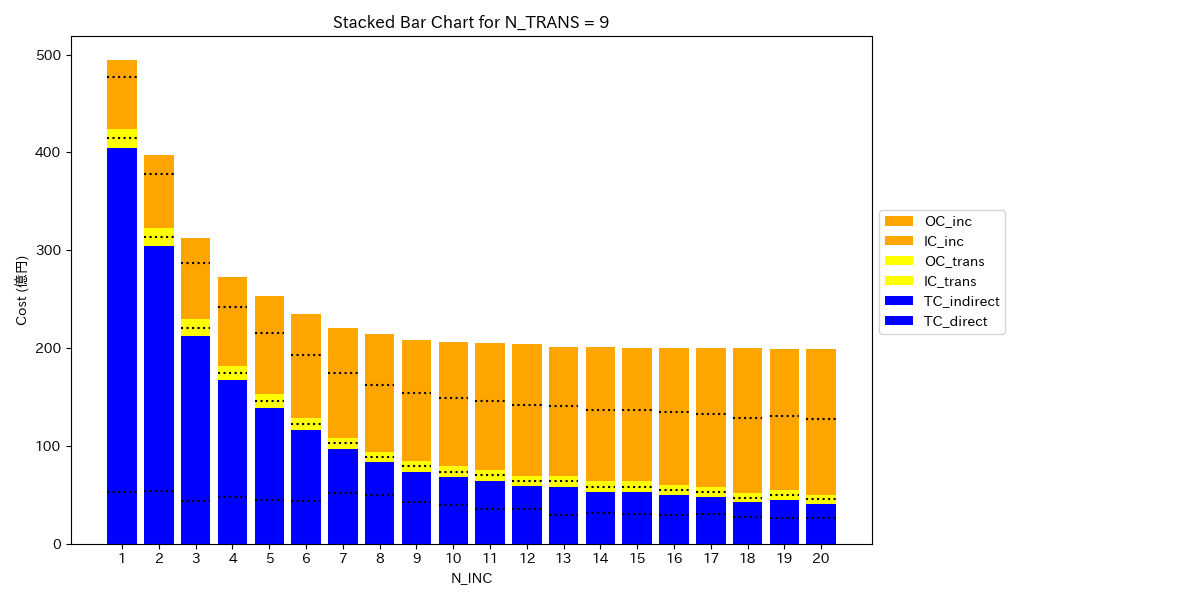 Stacked Bar Chart for N_TRANS = 9
Cost (億円)
500
400
300
200
100
0
1 2 3 4 5 6 7 8 9 10 11 12 13 14 15 16 17 18 19 20
N_INC
OC_inc
IC_inc
OC_trans
IC_trans
TC_indirect
TC_direct